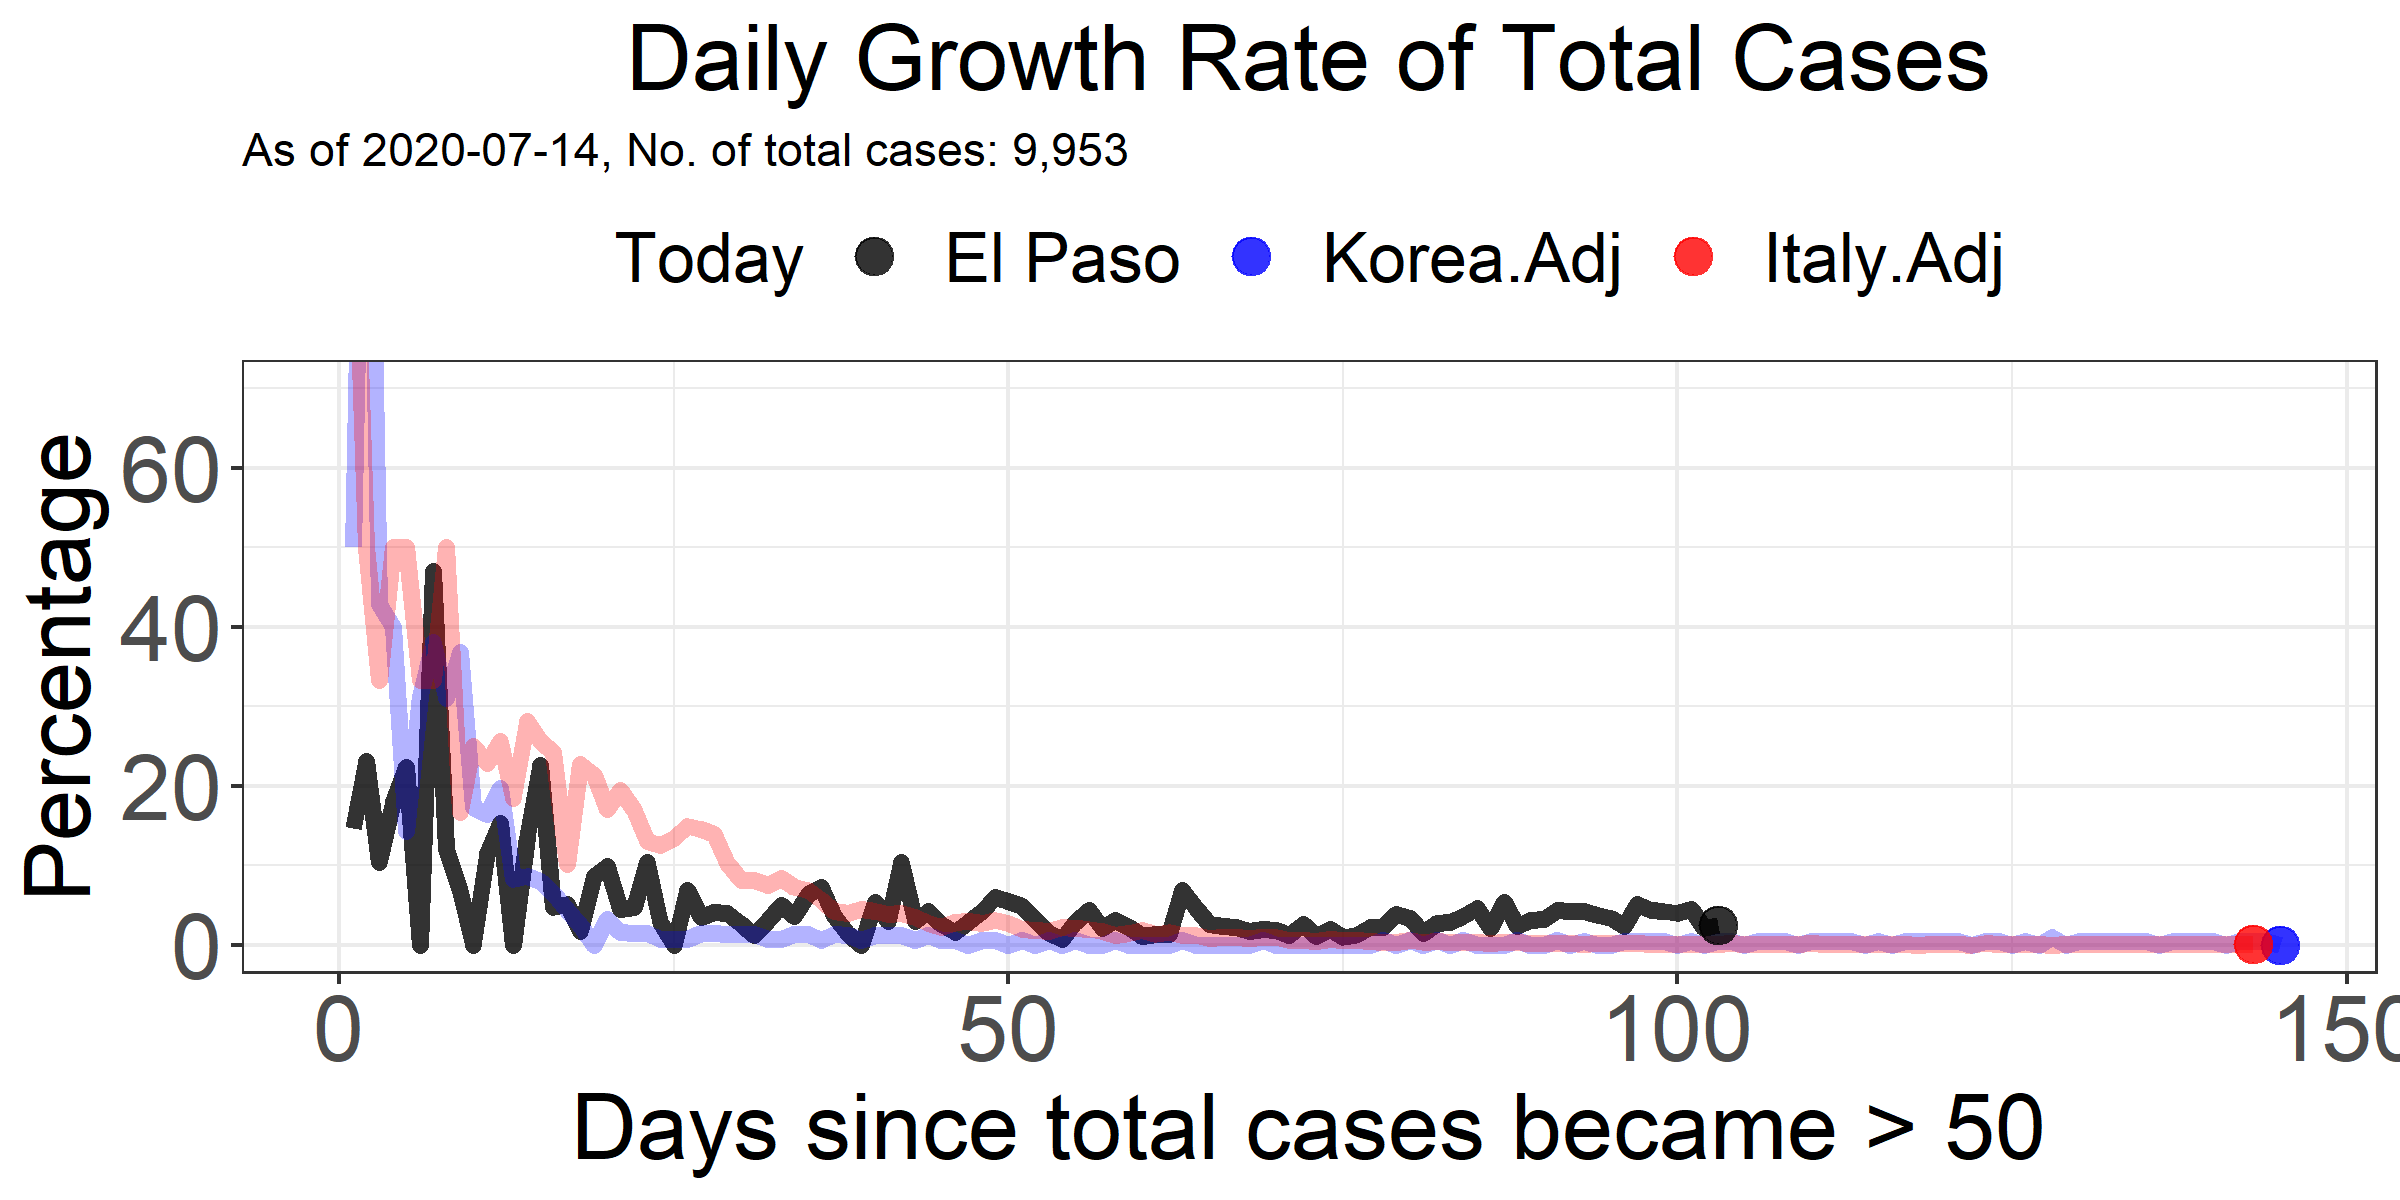 Daily Growth Rate of Total Cases
As of 2020-07-14, No. of total cases: 9,953
Today El Paso Korea.Adj Italy.Adj
Percentage
60
40
20
0
0 50 100 150
Days since total cases became > 50